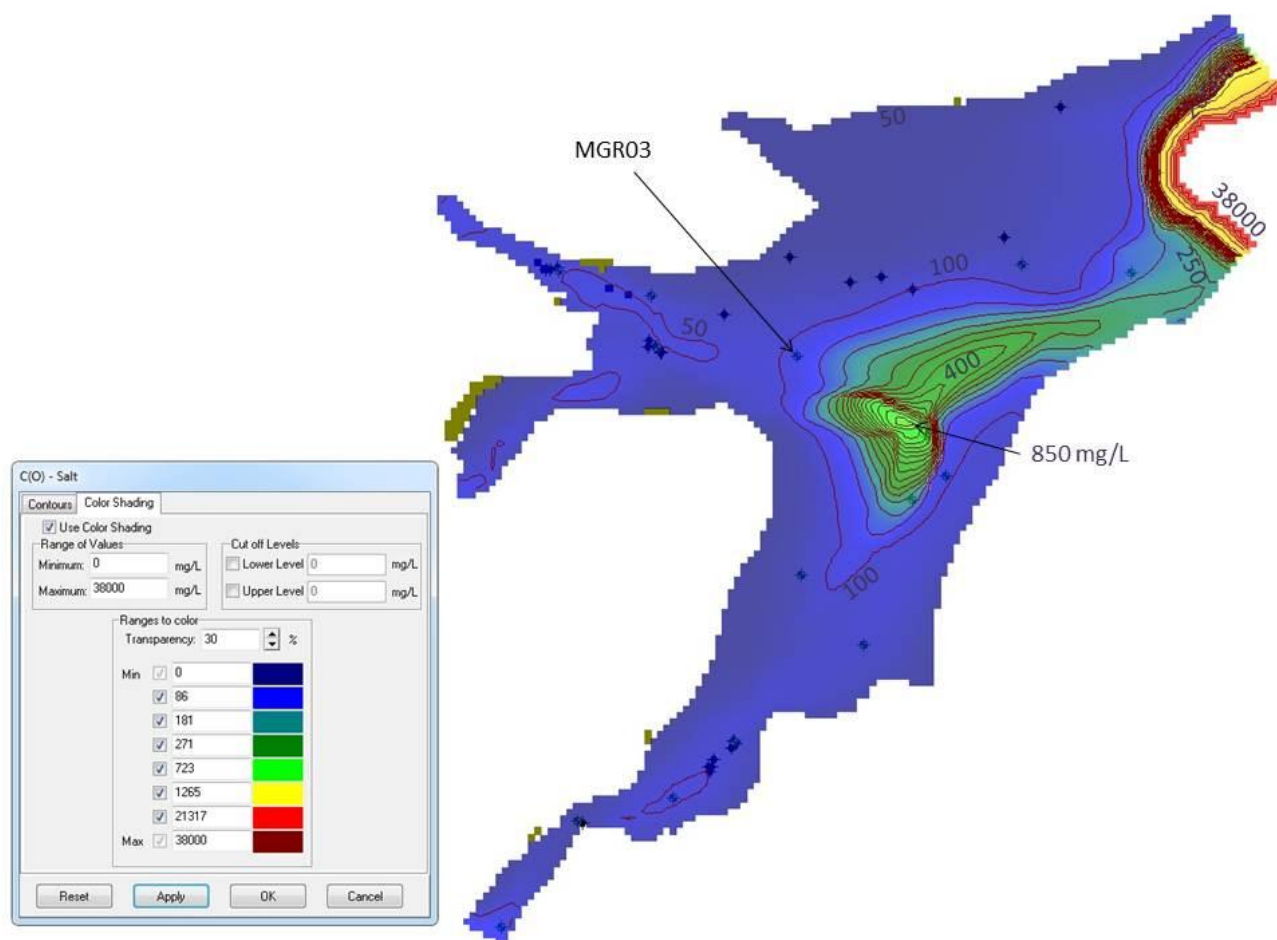 50
MGR03
38000
100
250
50
400
850 mg/L
100
C(O) - Salt
Contours Color Shading
Use Color Shading
Range of Values
Minimum: 0 mg/L
Maximum: 38000 mg/L
Cut off Levels
Lower Level 0 mg/L
Upper Level 0 mg/L
Ranges to color
Transparency: 30 %
Min 0
86
181
271
723
1265
21317
Max 38000
Reset Apply OK Cancel